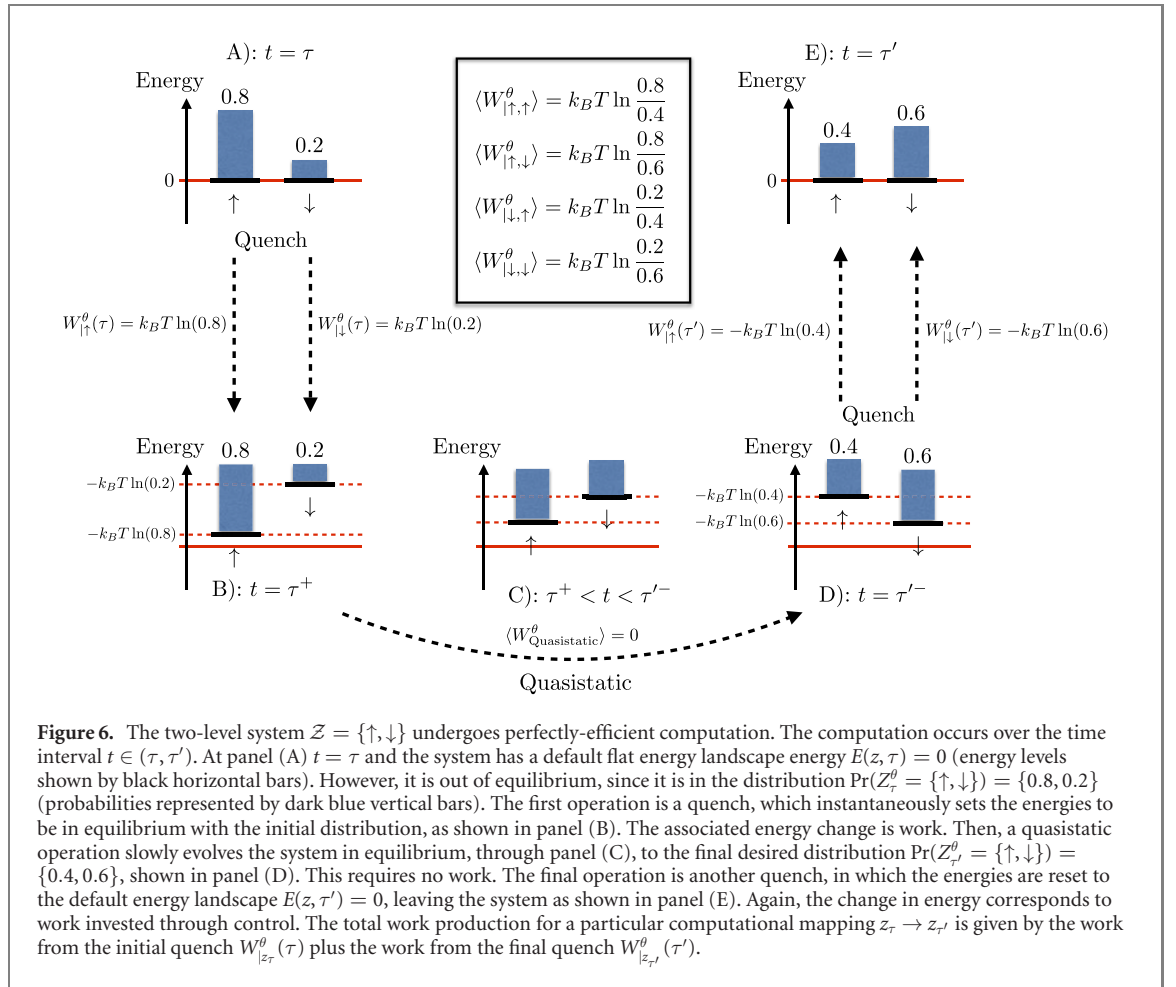 A): t = τ
E): t = τ′
Energy
0.8
0.2
0
↑
↓
⟨W^θ_{|↑,↑}⟩ = k_B T ln 0.8/0.4
⟨W^θ_{|↑,↓}⟩ = k_B T ln 0.8/0.6
⟨W^θ_{|↓,↑}⟩ = k_B T ln 0.2/0.4
⟨W^θ_{|↓,↓}⟩ = k_B T ln 0.2/0.6
Energy
0.4
0.6
0
↑
↓
Quench
W^θ_{|↑}(τ) = k_B T ln(0.8)
W^θ_{|↓}(τ) = k_B T ln(0.2)
W^θ_{|↑}(τ′) = −k_B T ln(0.4)
W^θ_{|↓}(τ′) = −k_B T ln(0.6)
Quench
Energy
0.8
0.2
−k_B T ln(0.2)
−k_B T ln(0.8)
↑
↓
B): t = τ⁺
Energy
↑
↓
C): τ⁺ < t < τ′⁻
Energy
0.4
0.6
−k_B T ln(0.4)
−k_B T ln(0.6)
↑
↓
D): t = τ′⁻
⟨W^θ_{Quasistatic}⟩ = 0
Quasistatic
Figure 6. The two-level system Z = {↑, ↓} undergoes perfectly-efficient computation. The computation occurs over the time
interval t ∈ (τ, τ′). At panel (A) t = τ and the system has a default flat energy landscape energy E(z, τ) = 0 (energy levels
shown by black horizontal bars). However, it is out of equilibrium, since it is in the distribution Pr(Z^θ_τ = {↑, ↓}) = {0.8, 0.2}
(probabilities represented by dark blue vertical bars). The first operation is a quench, which instantaneously sets the energies to
be in equilibrium with the initial distribution, as shown in panel (B). The associated energy change is work. Then, a quasistatic
operation slowly evolves the system in equilibrium, through panel (C), to the final desired distribution Pr(Z^θ_{τ′} = {↑, ↓}) =
{0.4, 0.6}, shown in panel (D). This requires no work. The final operation is another quench, in which the energies are reset to
the default energy landscape E(z, τ′) = 0, leaving the system as shown in panel (E). Again, the change in energy corresponds to
work invested through control. The total work production for a particular computational mapping z_τ → z_{τ′} is given by the work
from the initial quench W^θ_{|z_τ}(τ) plus the work from the final quench W^θ_{|z_{τ′}}(τ′).